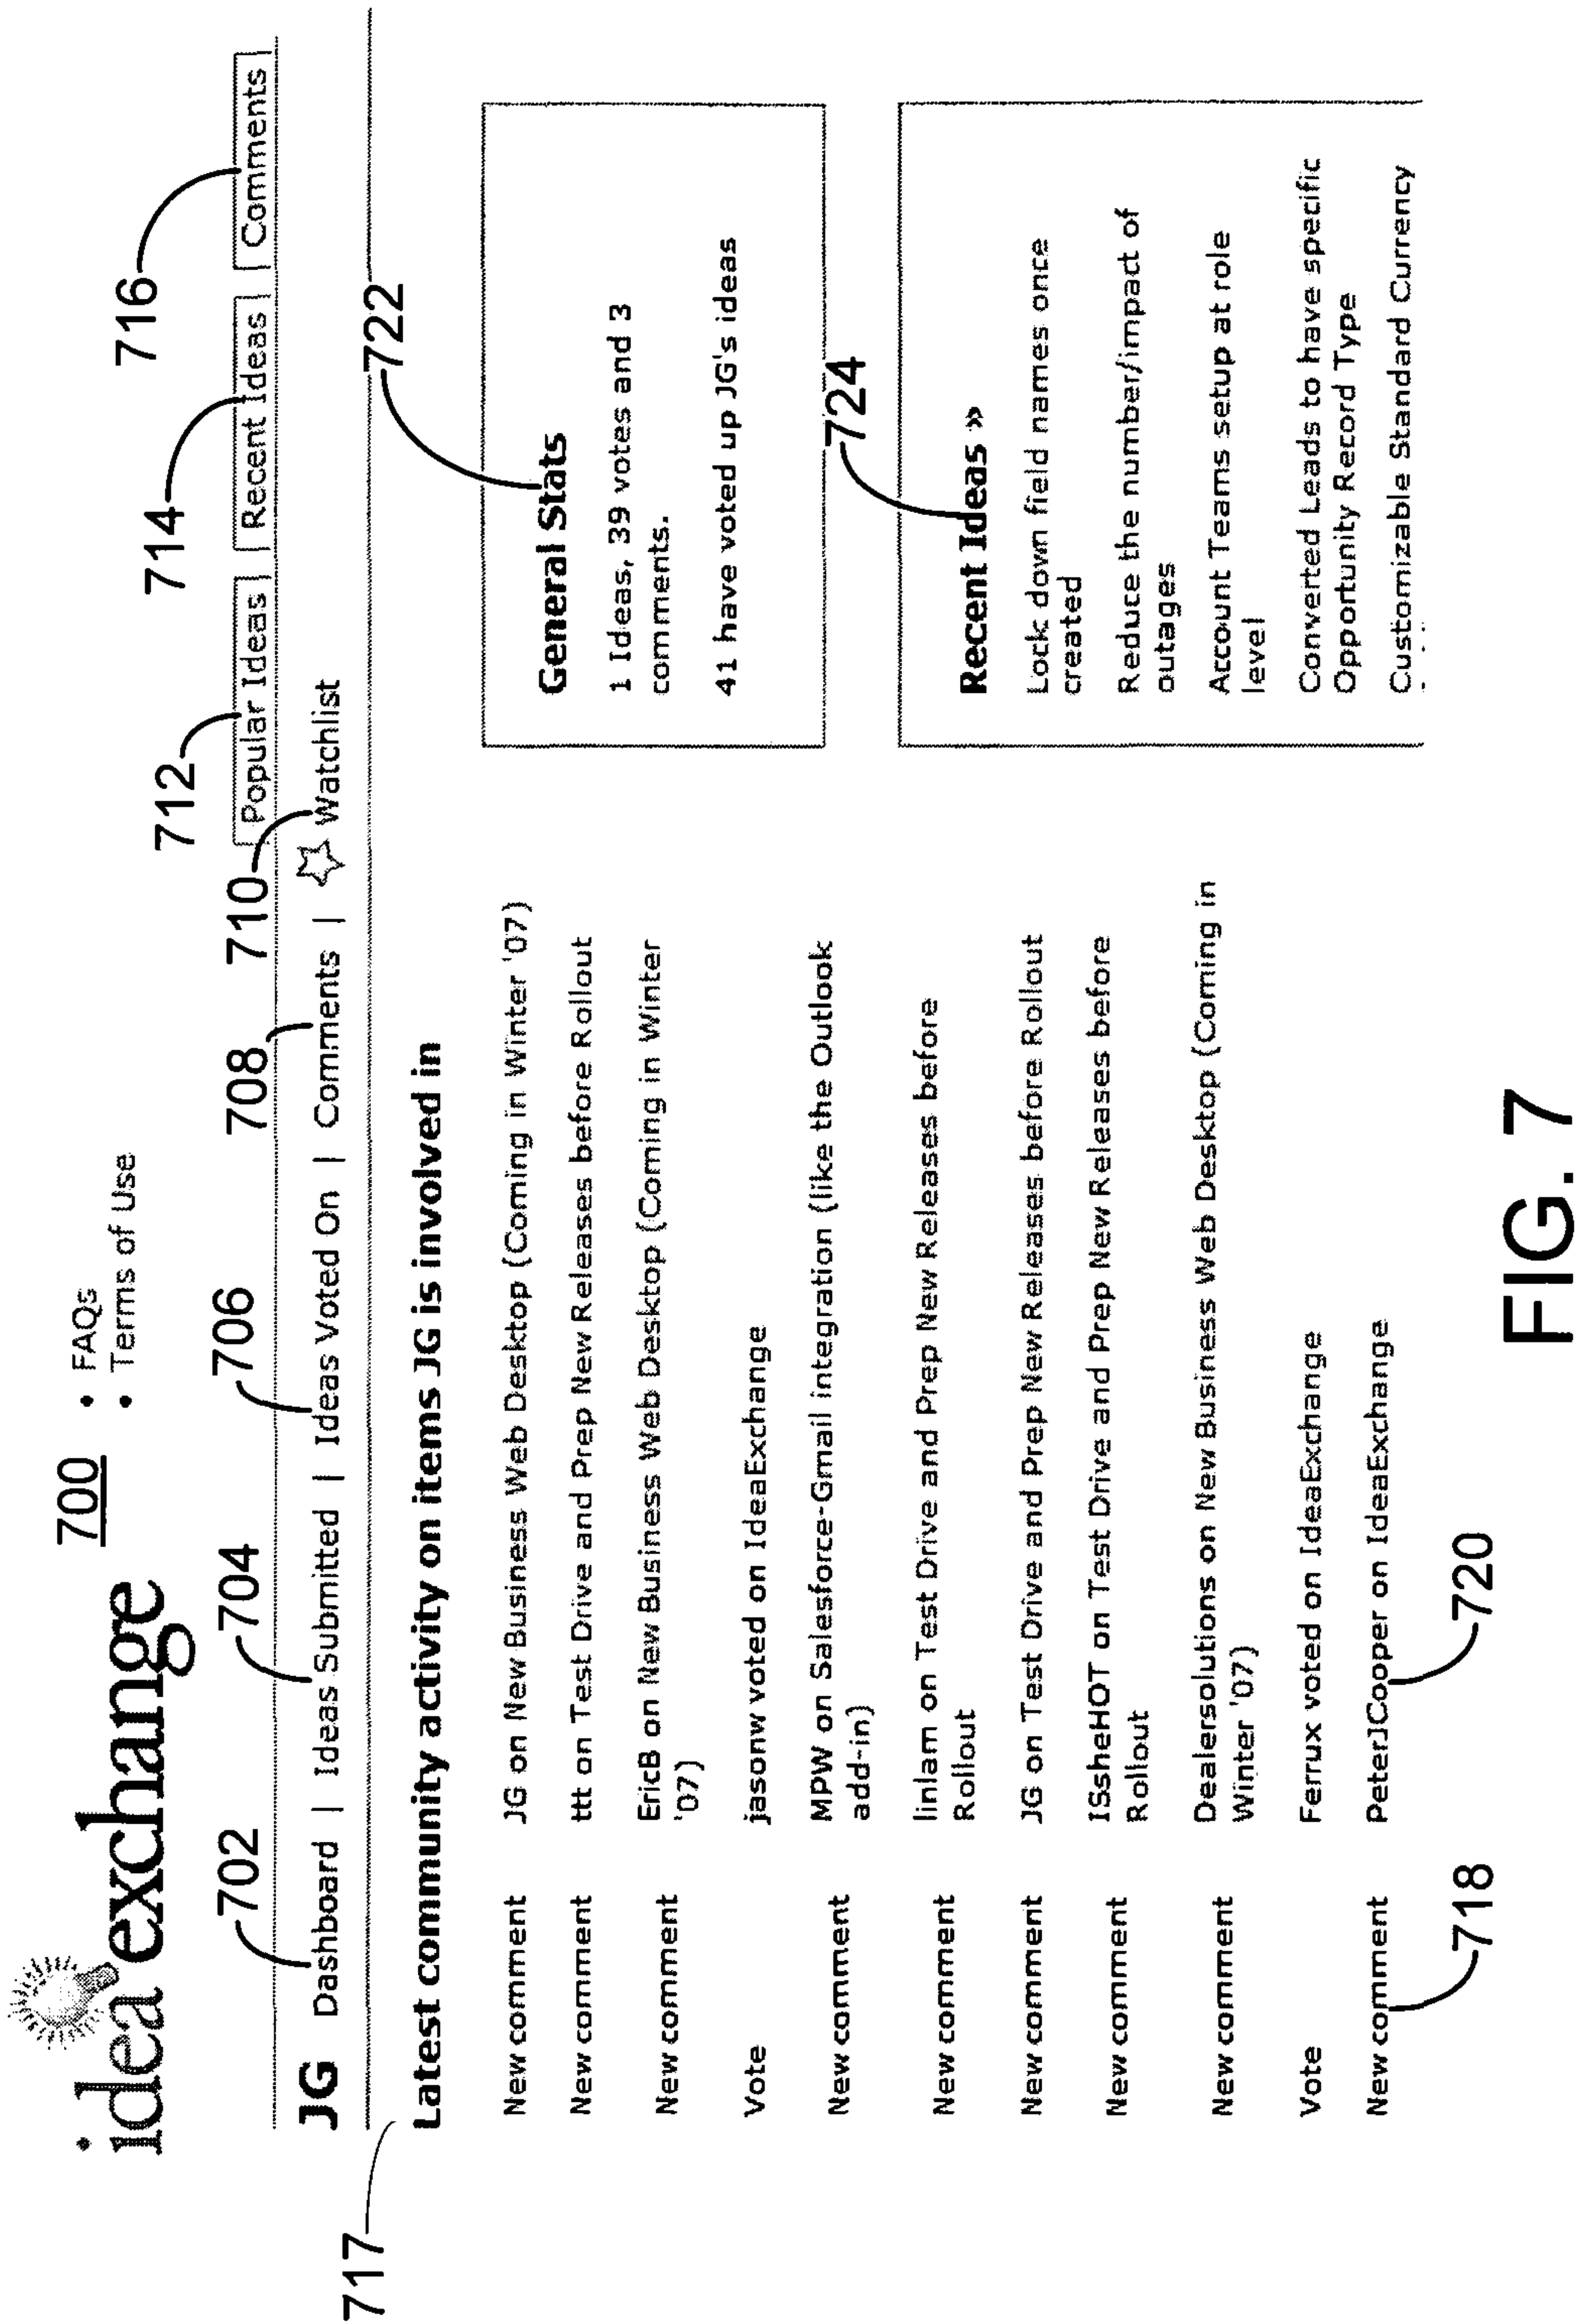 idea exchange
700
• FAQs
• Terms of Use
712
714
716
Popular Ideas | Recent Ideas | Comments
702
704
706
708
710
JG Dashboard | Ideas Submitted | Ideas Voted On | Comments | Watchlist
717
722
Latest community activity on items JG is involved in
New comment JG on New Business Web Desktop (Coming in Winter '07)
New comment ttt on Test Drive and Prep New Releases before Rollout
New comment EricB on New Business Web Desktop (Coming in Winter
'07)
Vote jasonw voted on IdeaExchange
New comment MPW on Salesforce-Gmail integration (like the Outlook
add-in)
New comment linlam on Test Drive and Prep New Releases before
Rollout
New comment JG on Test Drive and Prep New Releases before Rollout
New comment ISsheHOT on Test Drive and Prep New Releases before
Rollout
New comment Dealersolutions on New Business Web Desktop (Coming in
Winter '07)
Vote Ferrux voted on IdeaExchange
New comment PeterJCooper on IdeaExchange
718
720
General Stats
1 Ideas, 39 votes and 3
comments.
41 have voted up JG's ideas
724
Recent Ideas »
Lock down field names once
created
Reduce the number/impact of
outages
Account Teams setup at role
level
Converted Leads to have specific
Opportunity Record Type
Customizable Standard Currency
FIG. 7